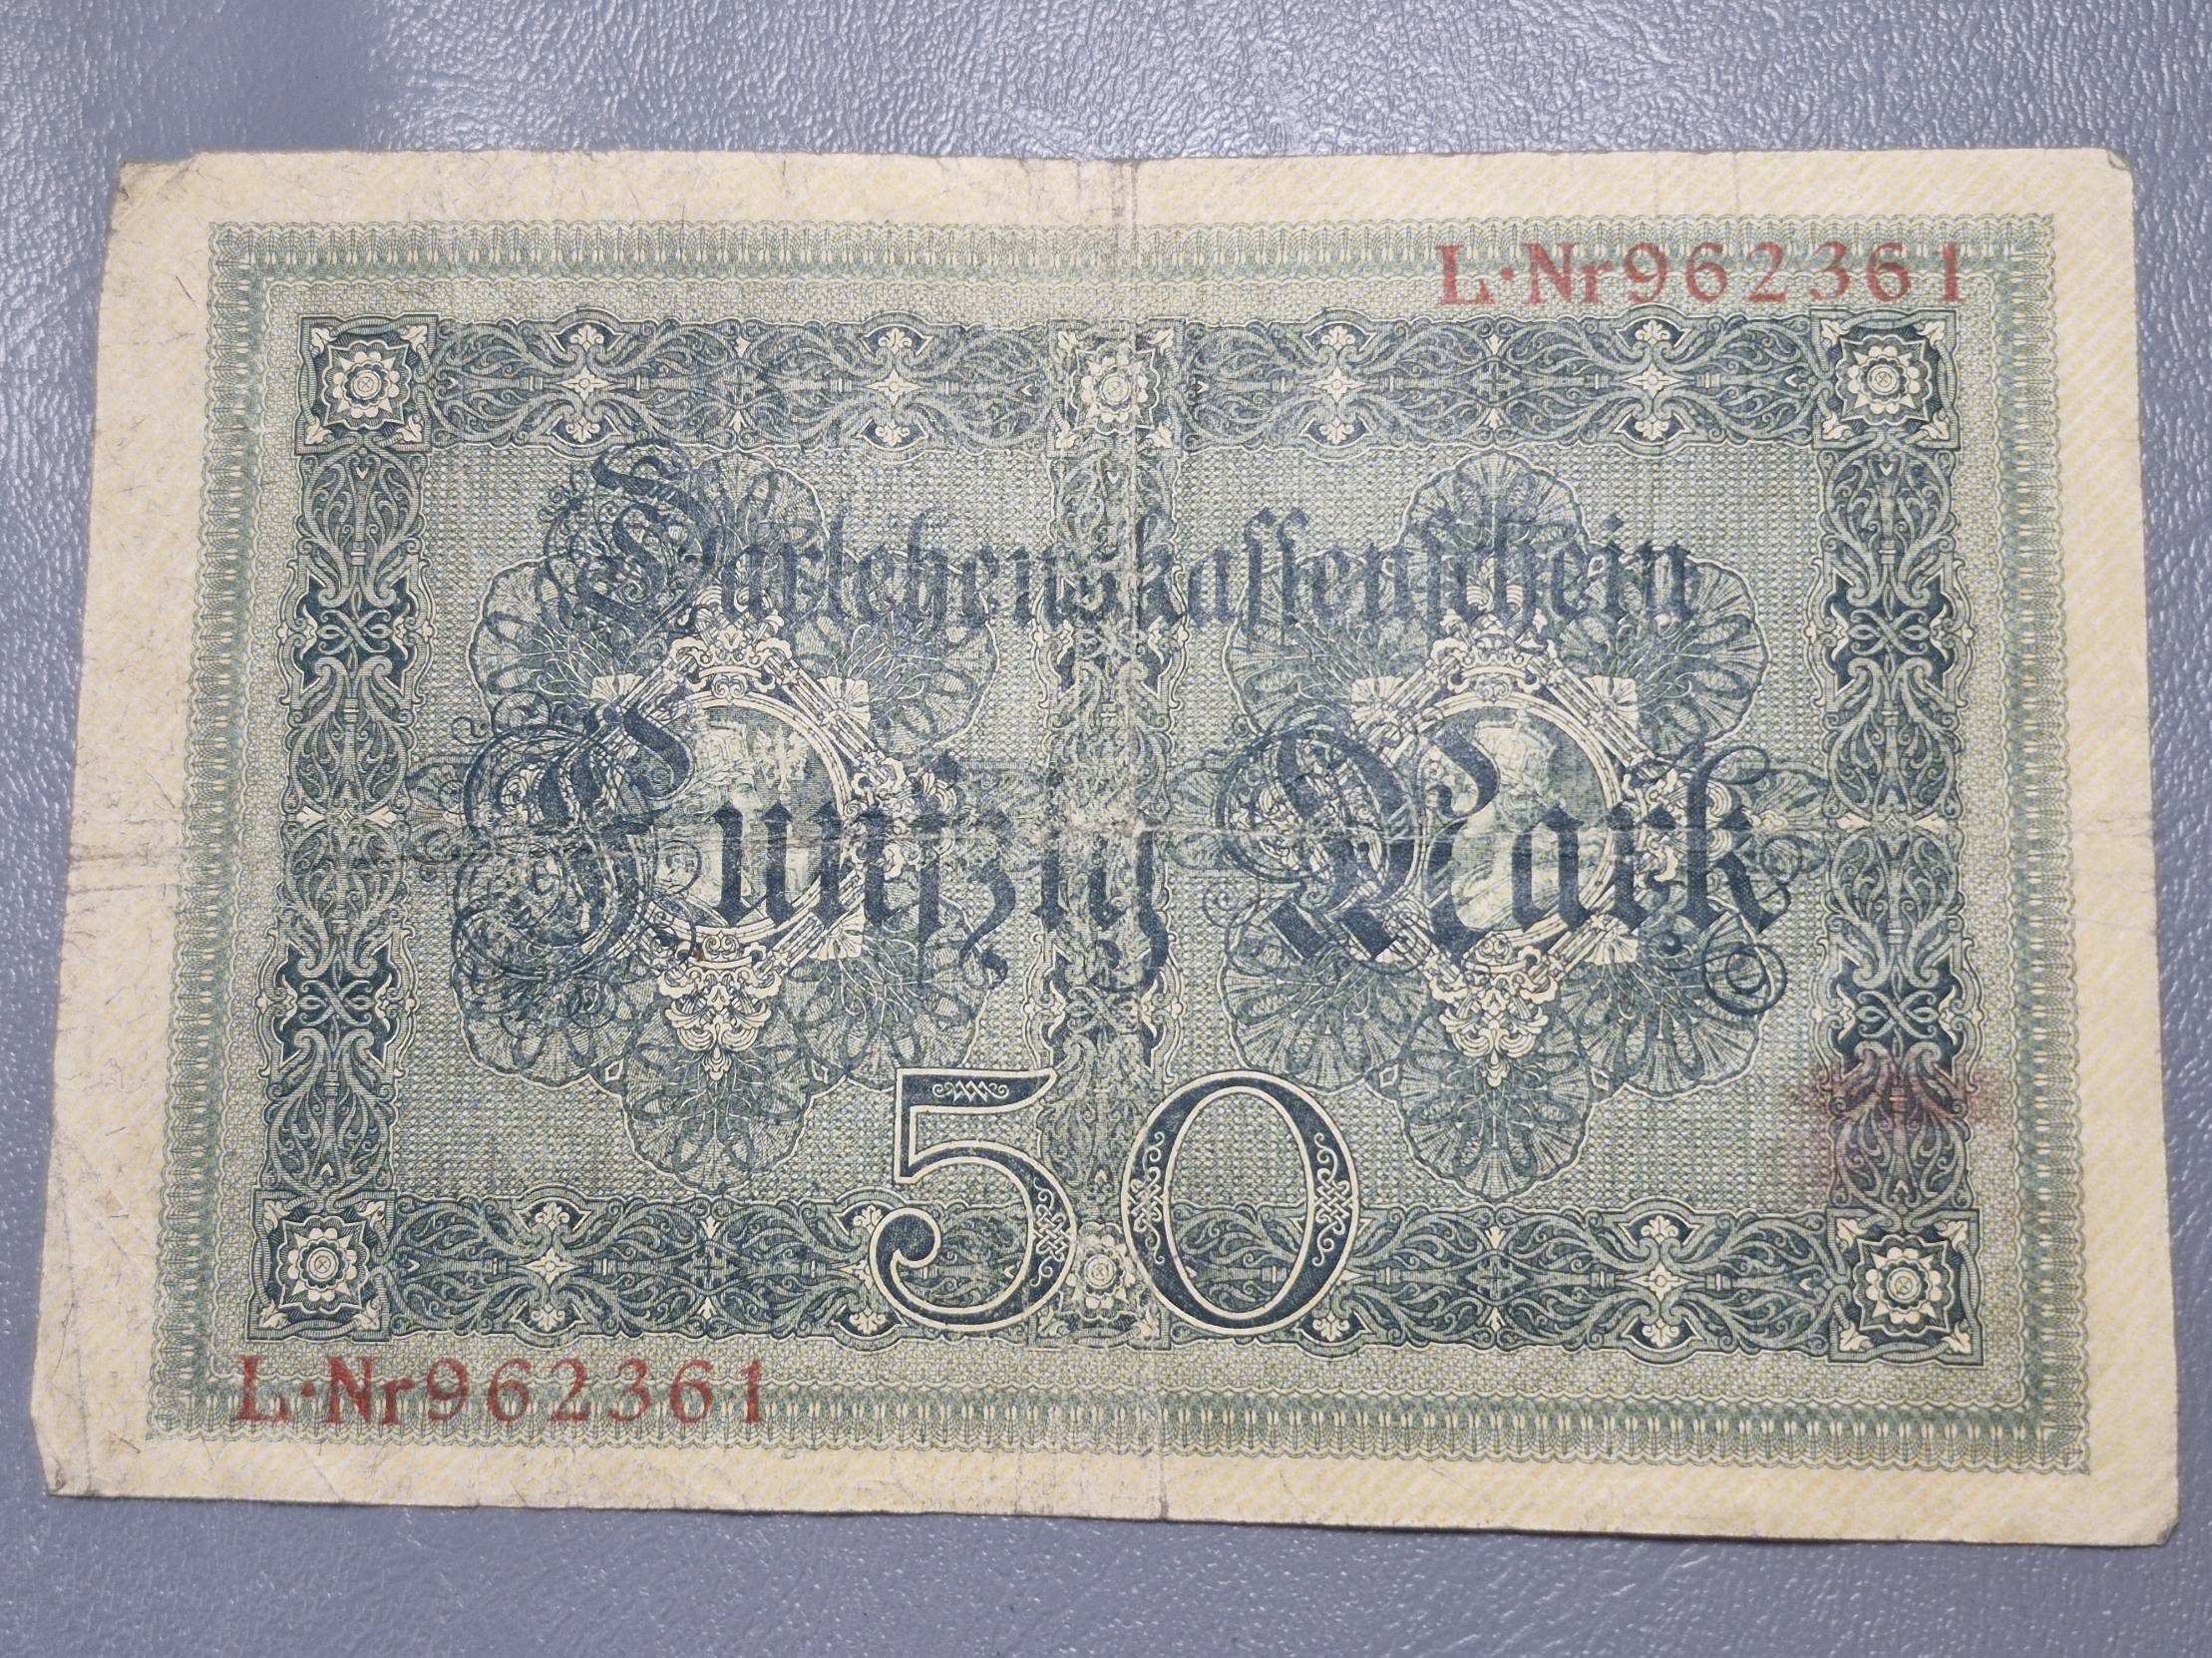 L·Nr962361
Darlehenskassenschein
Fünfzig Mark
50
L·Nr962361